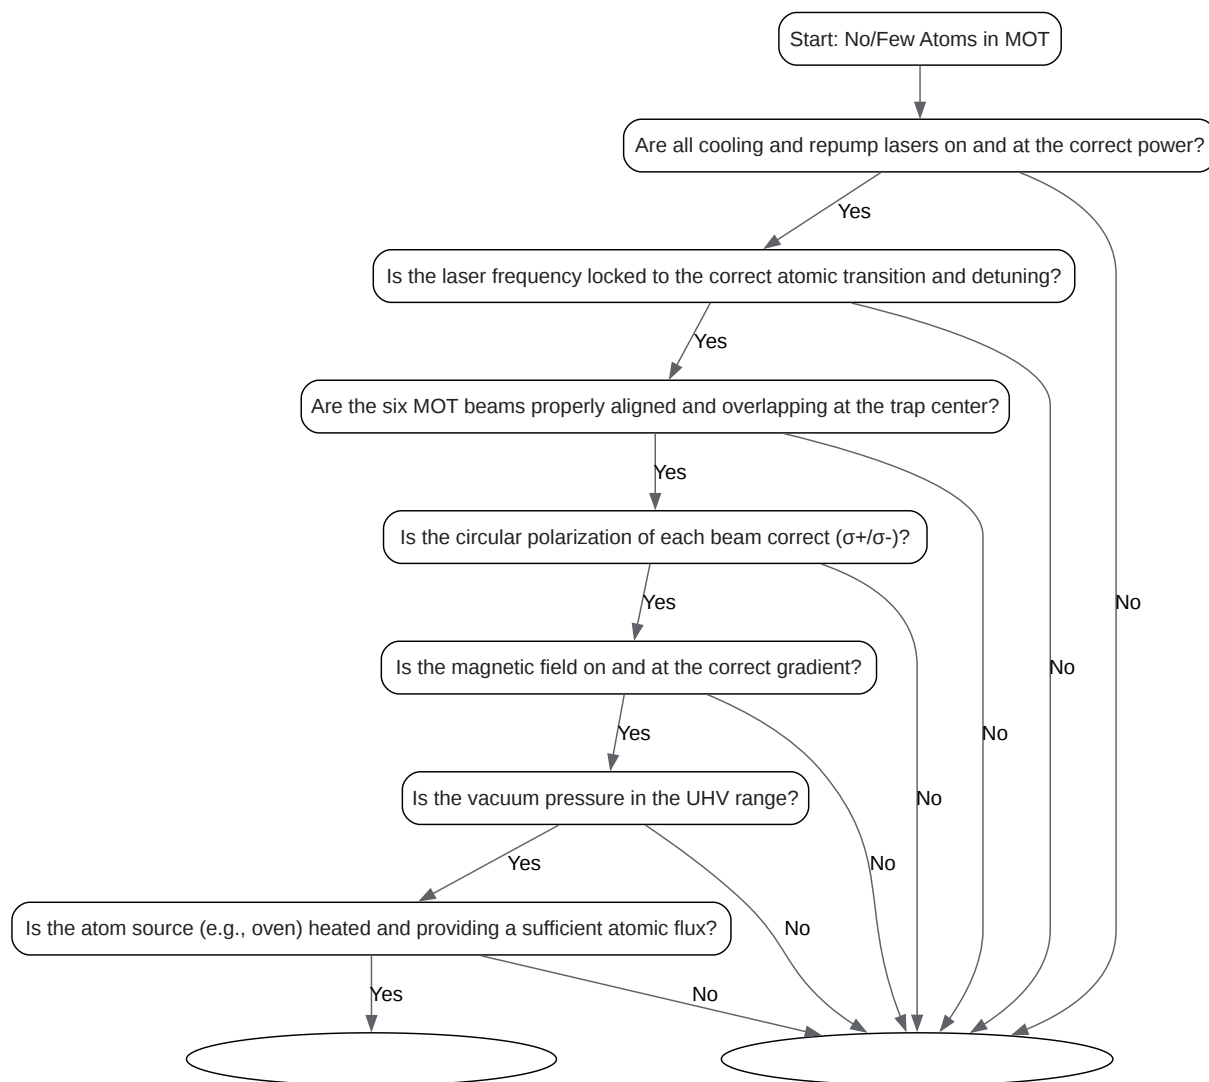 Start: No/Few Atoms in MOT
Are all cooling and repump lasers on and at the correct power?
Yes
Is the laser frequency locked to the correct atomic transition and detuning?
Yes
Are the six MOT beams properly aligned and overlapping at the trap center?
Yes
Is the circular polarization of each beam correct (σ+/σ-)?
Yes
No
Is the magnetic field on and at the correct gradient?
No
Yes
No
Is the vacuum pressure in the UHV range?
No
Yes
No
Is the atom source (e.g., oven) heated and providing a sufficient atomic flux?
No
Yes
No